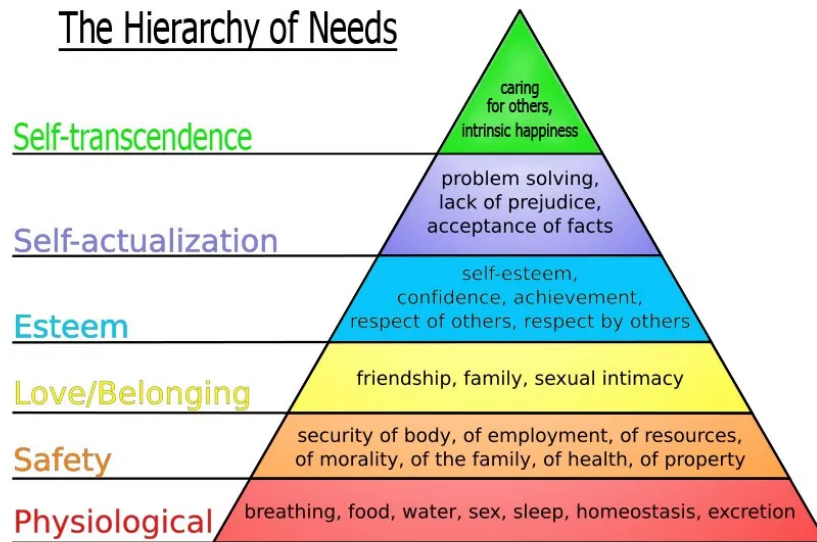 The Hierarchy of Needs
caring
for others,
intrinsic happiness
Self-transcendence
problem solving,
lack of prejudice,
acceptance of facts
Self-actualization
self-esteem,
confidence, achievement,
respect of others, respect by others
Esteem
friendship, family, sexual intimacy
Love/Belonging
security of body, of employment, of resources,
of morality, of the family, of health, of property
Safety
breathing, food, water, sex, sleep, homeostasis, excretion
Physiological